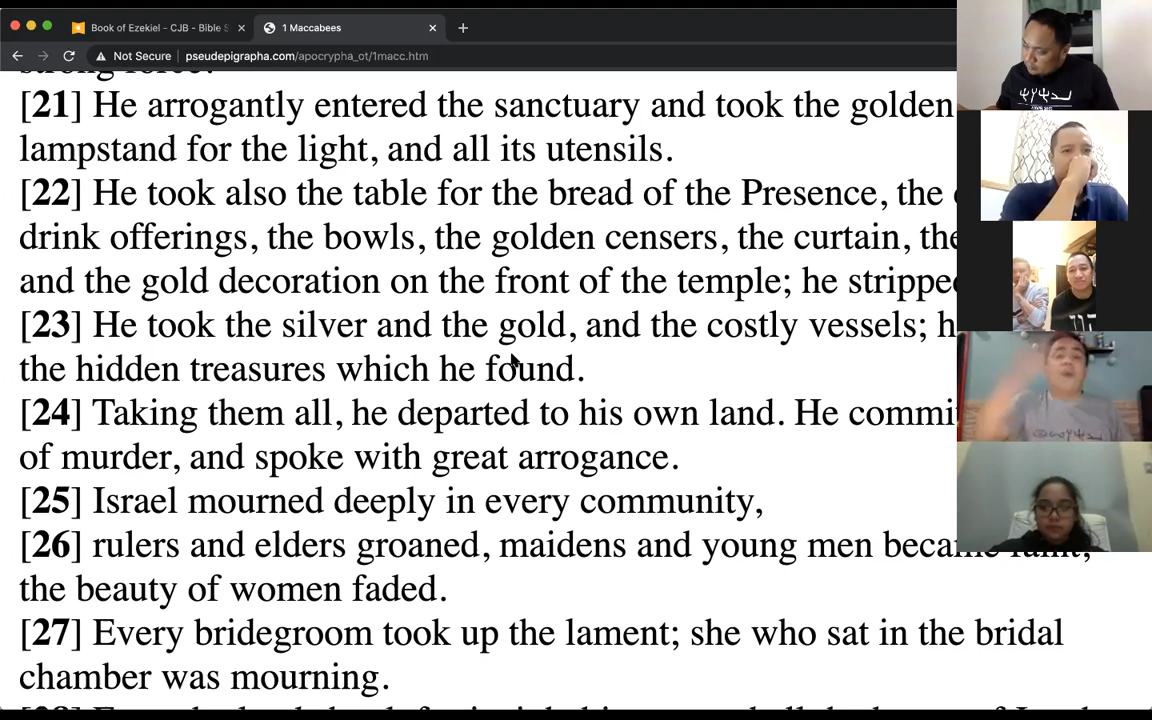 Book of Ezekiel - CJB - Bible
1 Maccabees
Not Secure
pseudepigrapha.com/apocrypha_ot/1macc.htm
strong force.
[21] He arrogantly entered the sanctuary and took the golden
lampstand for the light, and all its utensils.
[22] He took also the table for the bread of the Presence, the
drink offerings, the bowls, the golden censers, the curtain, the
and the gold decoration on the front of the temple; he stripped
[23] He took the silver and the gold, and the costly vessels;
the hidden treasures which he found.
[24] Taking them all, he departed to his own land. He
of murder, and spoke with great arrogance.
[25] Israel mourned deeply in every community,
[26] rulers and elders groaned, maidens and young men became faint,
the beauty of women faded.
[27] Every bridegroom took up the lament; she who sat in the bridal
chamber was mourning.